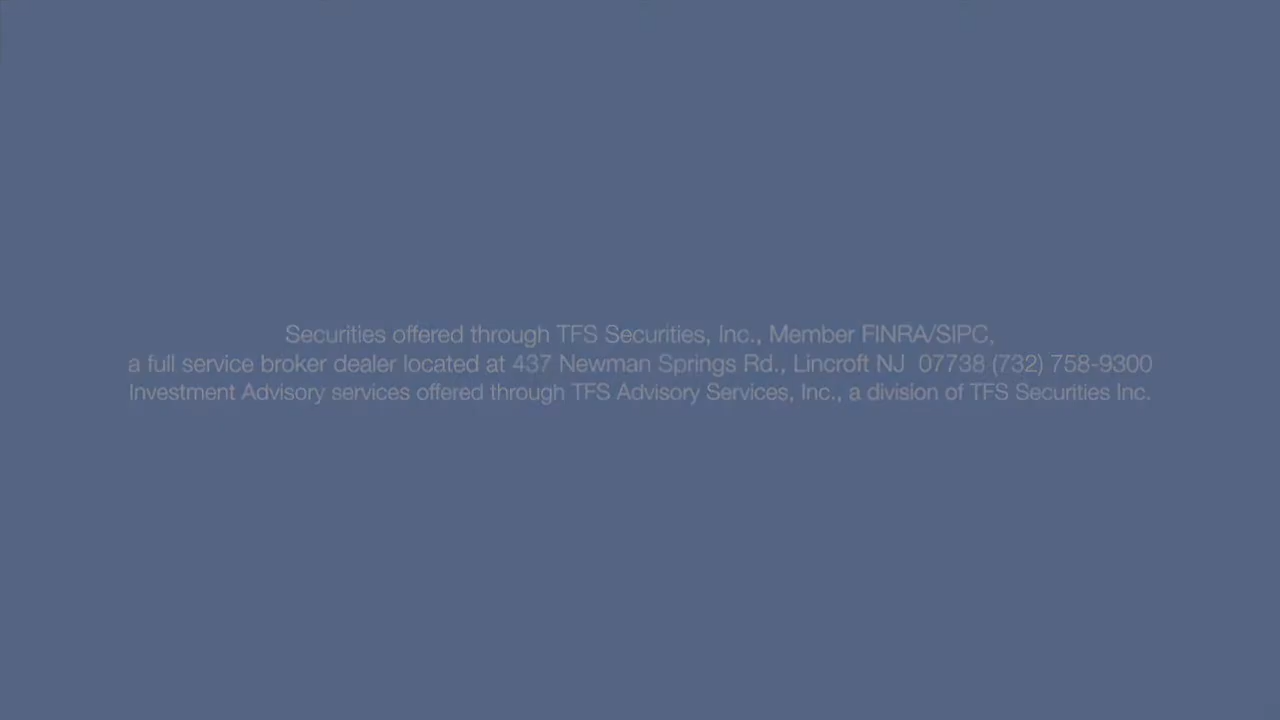 Securities offered through TFS Securities, Inc., Member FINRA/SIPC,
a full service broker dealer located at 437 Newman Springs Rd., Lincroft NJ  07738 (732) 758-9300
Investment Advisory services offered through TFS Advisory Services, Inc., a division of TFS Securities Inc.